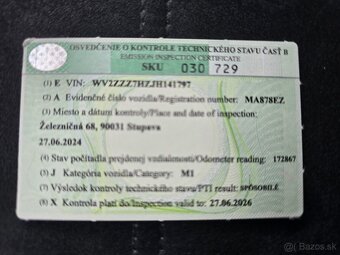 OSVEDČENIE O KONTROLE TECHNICKÉHO STAVU ČASŤ B
EMISSION INSPECTION CERTIFICATE
SKU 030 729
(1) E VIN: WV2ZZZ7HZJH141797
(2) A Evidenčné číslo vozidla/Registration number: MA878EZ
(3) Miesto a dátum kontroly/Place and date of inspection:
Železničná 68, 90031 Stupava
27.06.2024
(4) Stav počítadla prejdenej vzdialenosti/Odometer reading: 172867
(5) J Kategória vozidla/Category: M1
(7) Výsledok kontroly technického stavu/PTI result: SPÔSOBILÉ
(8) X Kontrola platí do/Inspection valid to: 27.06.2026
bazos.sk